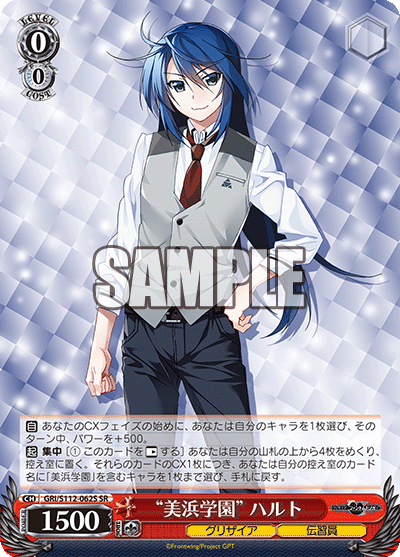 LEVEL
0
0
COST
SAMPLE
自 あなたのCXフェイズの始めに、あなたは自分のキャラを1枚選び、その
ターン中、パワーを+500。
起 集中 [① このカードを する] あなたは自分の山札の上から4枚をめくり、
控え室に置く。それらのカードのCX1枚につき、あなたは自分の控え室のカード
名に「美浜学園」を含むキャラを1枚まで選び、手札に戻す。
CH GRI/S112-062S SR
1500
“美浜学園” ハルト
グリザイア 伝習員
©Frontwing/Project GPT